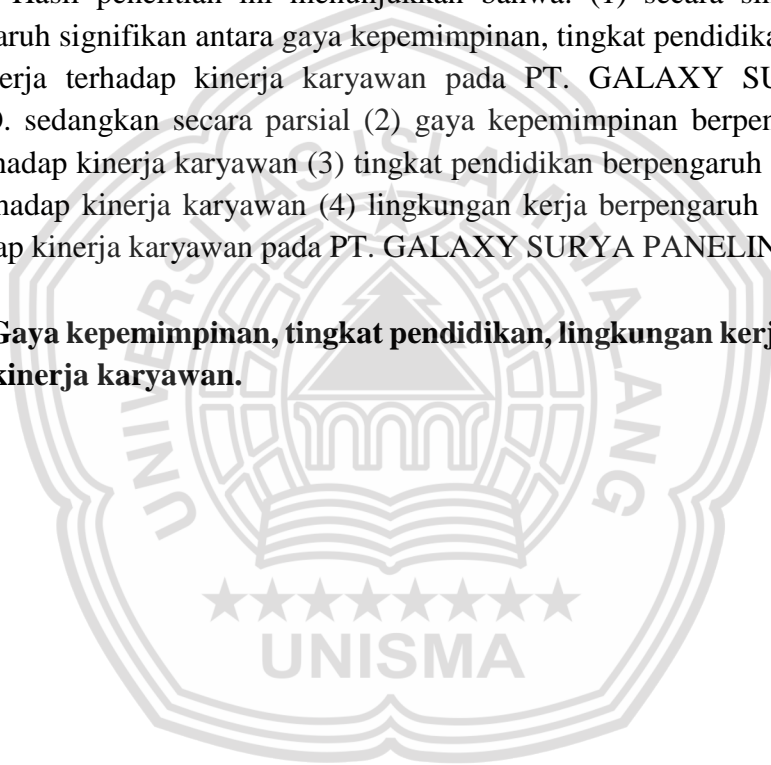 Hasil penelitian ini menunjukkan bahwa: (1) secara si
aruh signifikan antara gaya kepemimpinan, tingkat pendidika
erja terhadap kinerja karyawan pada PT. GALAXY SU
. sedangkan secara parsial (2) gaya kepemimpinan berpen
hadap kinerja karyawan (3) tingkat pendidikan berpengaruh
hadap kinerja karyawan (4) lingkungan kerja berpengaruh
ap kinerja karyawan pada PT. GALAXY SURYA PANELIN
Gaya kepemimpinan, tingkat pendidikan, lingkungan kerj
kinerja karyawan.
UNIVERSITAS ISLAM MALANG
UNISMA